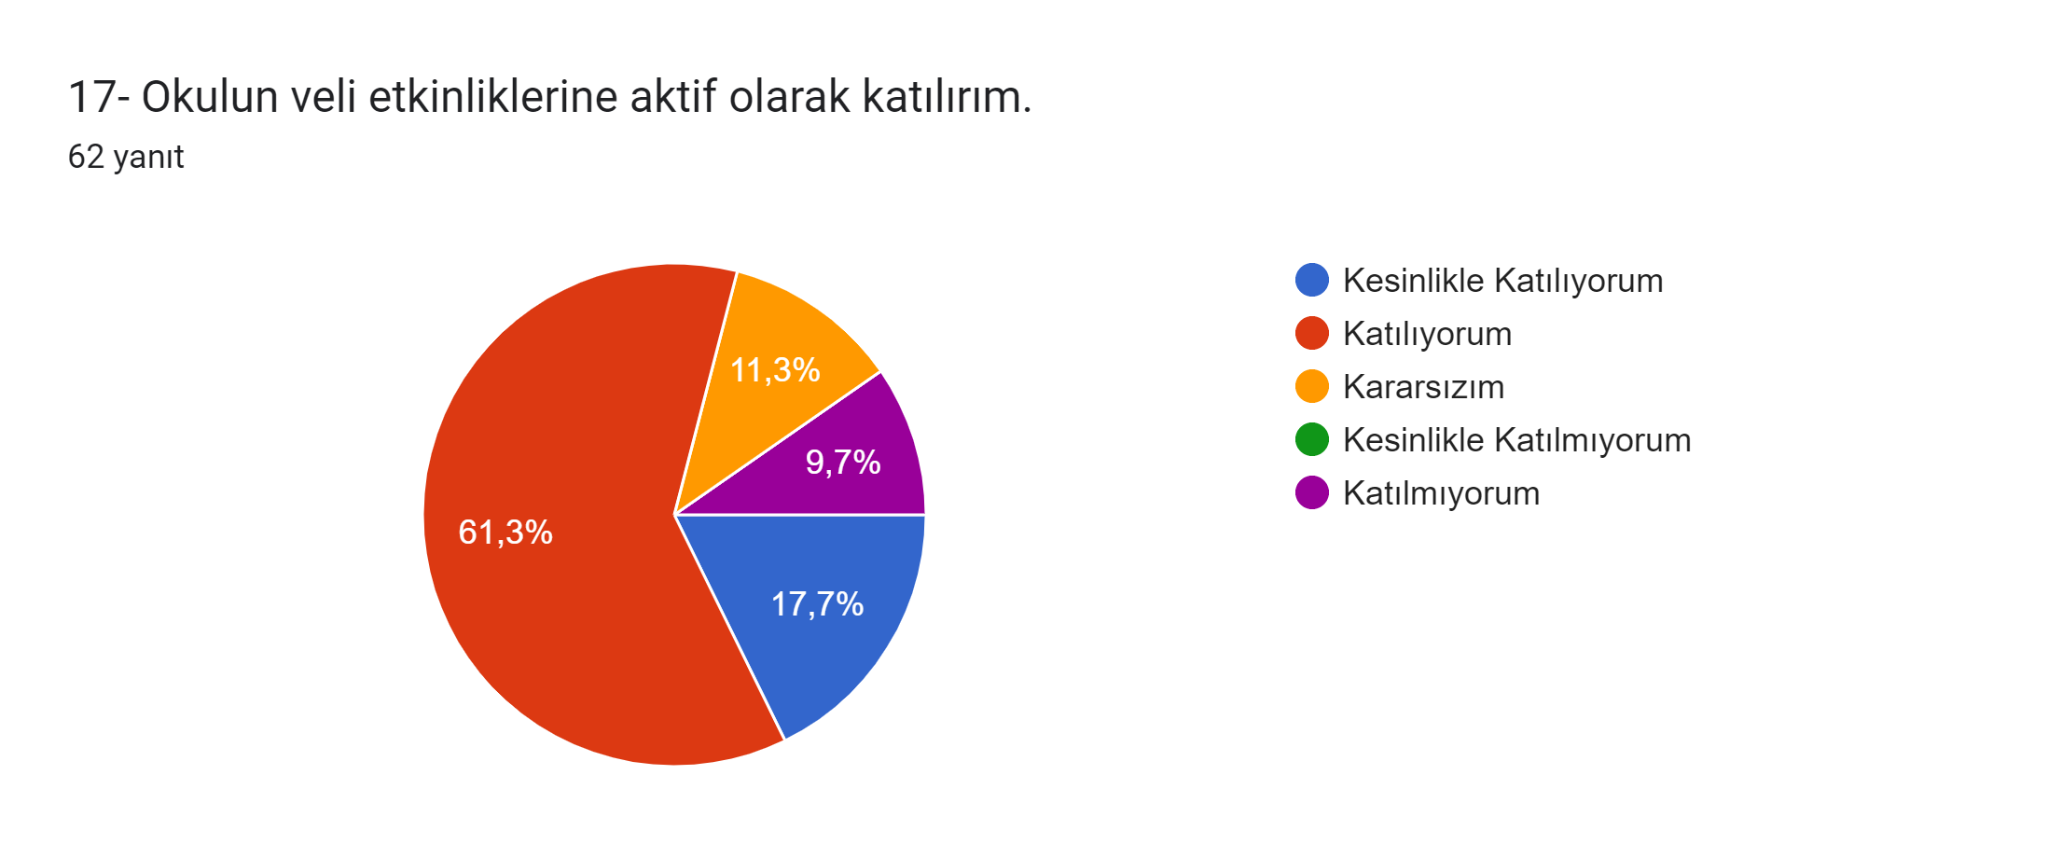 17- Okulun veli etkinliklerine aktif olarak katılırım.
62 yanıt
11,3%
9,7%
61,3%
17,7%
Kesinlikle Katılıyorum
Katılıyorum
Kararsızım
Kesinlikle Katılmıyorum
Katılmıyorum